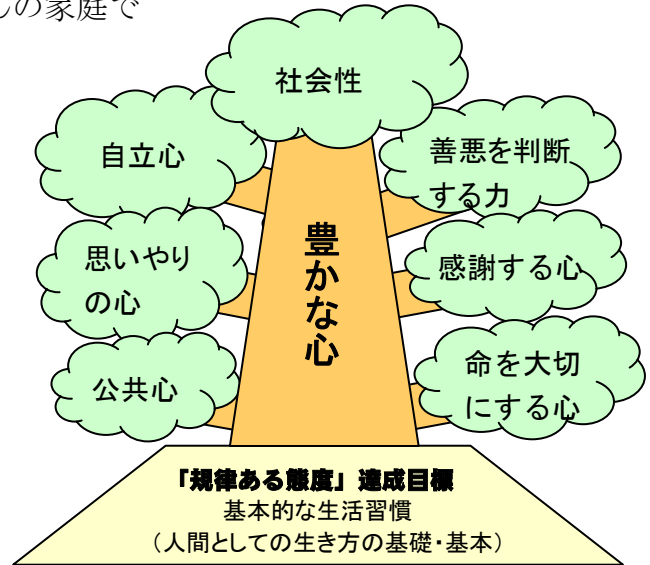 んの家庭で
社会性
自立心
善悪を判断
する力
思いやり
の心
豊かな心
感謝する心
公共心
命を大切
にする心
「規律ある態度」達成目標
基本的な生活習慣
（人間としての生き方の基礎・基本）